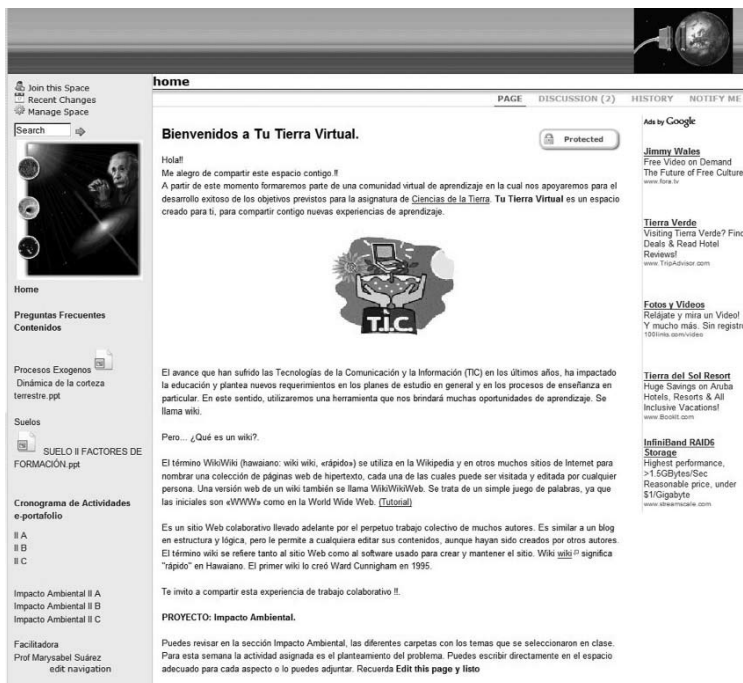 home
Join this Space
Recent Changes
Manage Space
Search
Home
Preguntas Frecuentes
Contenidos
Procesos Exogenos
Dinámica de la corteza
terrestre.ppt
Suelos
SUELO II FACTORES DE
FORMACIÓN.ppt
Cronograma de Actividades
e-portafolio
II A
II B
II C
Impacto Ambiental II A
Impacto Ambiental II B
Impacto Ambiental II C
Facilitadora
Prof Marysabel Suárez
edit navigation
PAGE DISCUSSION (2) HISTORY NOTIFY ME
Bienvenidos a Tu Tierra Virtual.
Protected
Hola!!
Me alegro de compartir este espacio contigo.!!
A partir de este momento formaremos parte de una comunidad virtual de aprendizaje en la cual nos apoyaremos para el
desarrollo exitoso de los objetivos previstos para la asignatura de Ciencias de la Tierra. Tu Tierra Virtual es un espacio
creado para ti, para compartir contigo nuevas experiencias de aprendizaje.
T.I.C.
El avance que han sufrido las Tecnologías de la Comunicación y la Información (TIC) en los últimos años, ha impactado
la educación y plantea nuevos requerimientos en los planes de estudio en general y en los procesos de enseñanza en
particular. En este sentido, utilizaremos una herramienta que nos brindará muchas oportunidades de aprendizaje. Se
llama wiki.
Pero... ¿Qué es un wiki?.
El término WikiWiki (hawaiano: wiki wiki, «rápido») se utiliza en la Wikipedia y en otros muchos sitios de Internet para
nombrar una colección de páginas web de hipertexto, cada una de las cuales puede ser visitada y editada por cualquier
persona. Una versión web de un wiki también se llama WikiWikiWeb. Se trata de un simple juego de palabras, ya que
las iniciales son «WWW» como en la World Wide Web. (Tutorial)
Es un sitio Web colaborativo llevado adelante por el perpetuo trabajo colectivo de muchos autores. Es similar a un blog
en estructura y lógica, pero le permite a cualquiera editar sus contenidos, aunque hayan sido creados por otros autores.
El término wiki se refiere tanto al sitio Web como al software usado para crear y mantener el sitio. Wiki wiki significa
"rápido" en Hawaiano. El primer wiki lo creó Ward Cunnigham en 1995.
Te invito a compartir esta experiencia de trabajo colaborativo !!.
PROYECTO: Impacto Ambiental.
Puedes revisar en la sección Impacto Ambiental, las diferentes carpetas con los temas que se seleccionaron en clase.
Para esta semana la actividad asignada es el planteamiento del problema. Puedes escribir directamente en el espacio
adecuado para cada aspecto o lo puedes adjuntar. Recuerda Edit this page y listo
Ads by Google
Jimmy Wales
Free Video on Demand
The Future of Free Culture
www.fora.tv
Tierra Verde
Visiting Tierra Verde? Find
Deals & Read Hotel
Reviews!
www.TripAdvisor.com
Fotos y Videos
Relájate y mira un Video!
Y mucho más. Sin registro
100links.com/video
Tierra del Sol Resort
Huge Savings on Aruba
Hotels, Resorts & All
Inclusive Vacations!
www.Bookit.com
InfiniBand RAID6
Storage
Highest performance,
>1.5GBytes/Sec
Reasonable price, under
$1/Gigabyte
www.streamscale.com